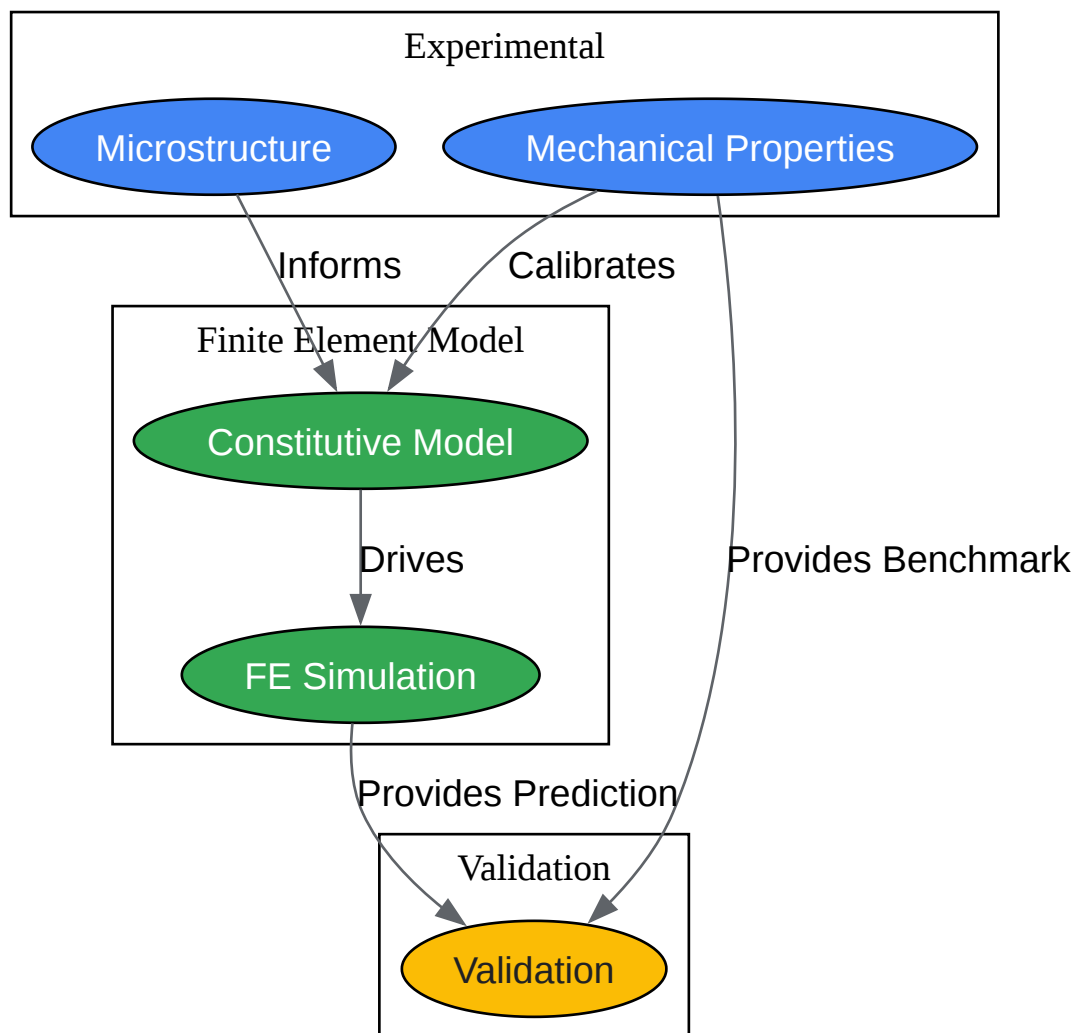 Experimental
Microstructure
Mechanical Properties
Informs
Calibrates
Finite Element Model
Constitutive Model
Drives
Provides Benchmark
FE Simulation
Provides Prediction
Validation
Validation